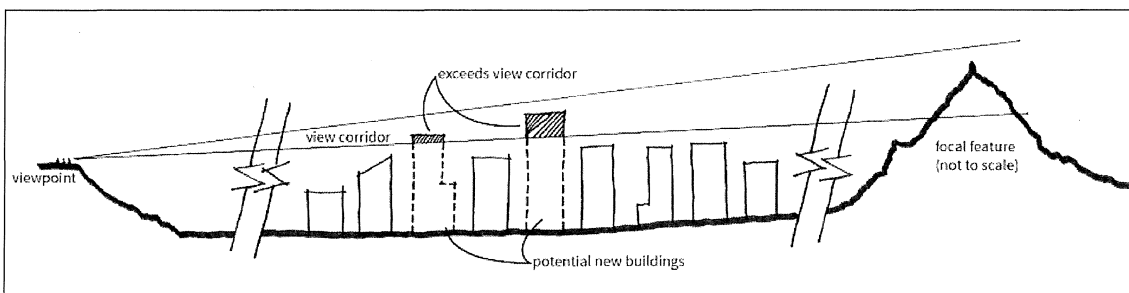 exceeds view corridor
view corridor
viewpoint
focal feature
(not to scale)
potential new buildings